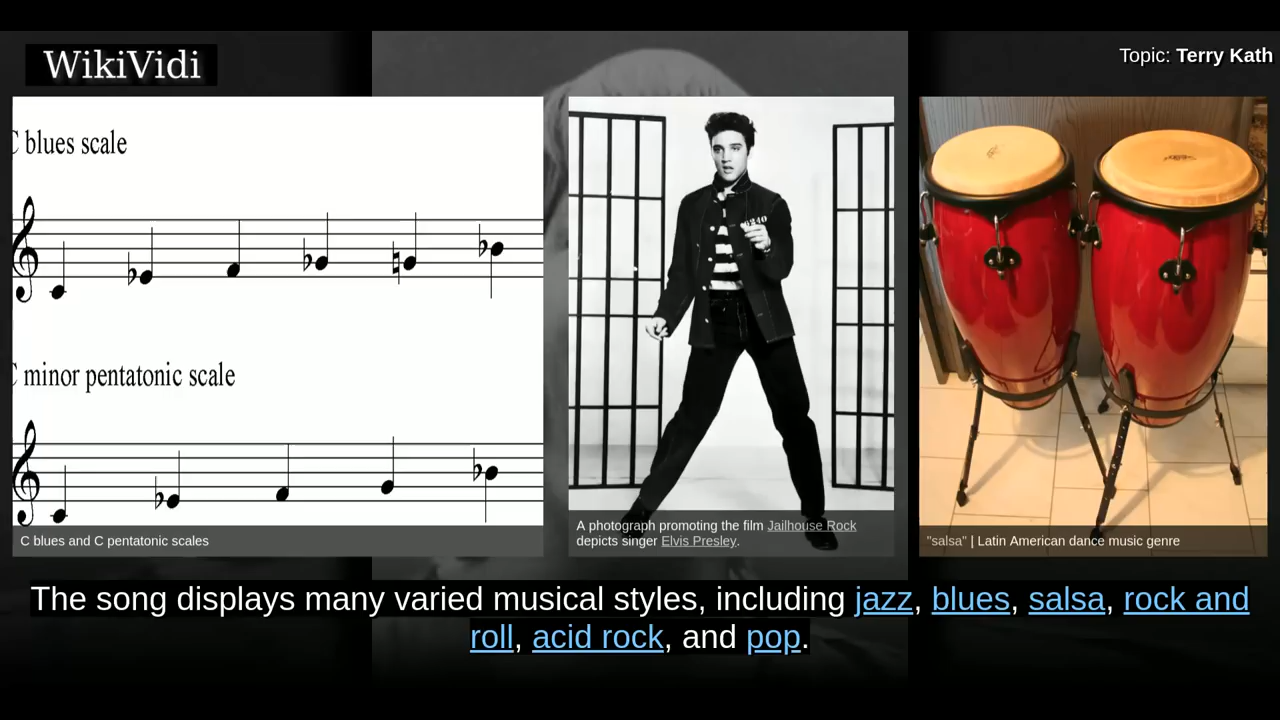 WikiVidi
Topic: Terry Kath
C blues scale
C minor pentatonic scale
C blues and C pentatonic scales
6240
A photograph promoting the film Jailhouse Rock
depicts singer Elvis Presley.
"salsa" | Latin American dance music genre
The song displays many varied musical styles, including jazz, blues, salsa, rock and
roll, acid rock, and pop.